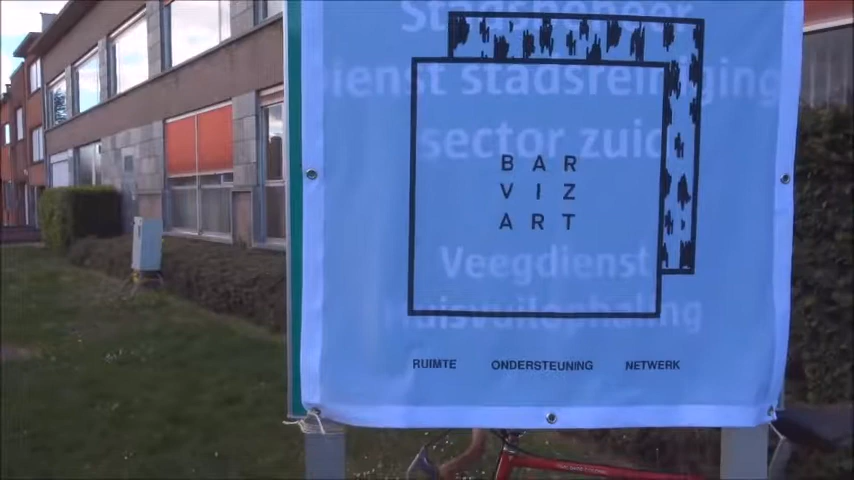 Stadsbeheer
Dienst stadsreiniging
sector zuid
BAR
VIZ
ART
Veegdienst
Huisvuilophaling
RUIMTE ONDERSTEUNING NETWERK